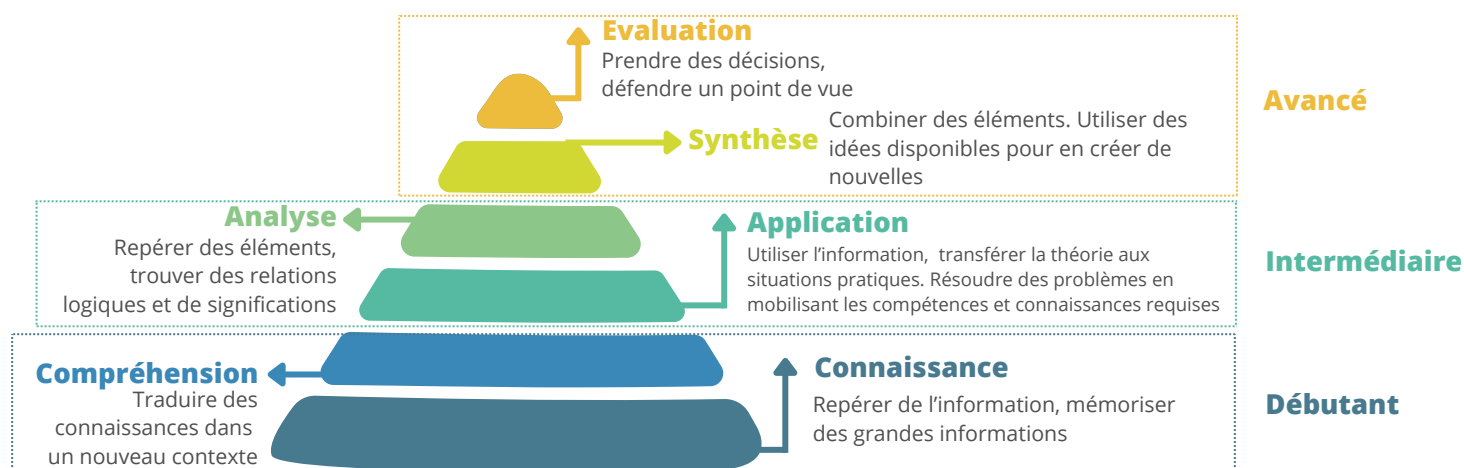 Evaluation
Prendre des décisions,
défendre un point de vue
Avancé
Synthèse
Combiner des éléments. Utiliser des
idées disponibles pour en créer de
nouvelles
Analyse
Repérer des éléments,
trouver des relations
logiques et de significations
Application
Utiliser l’information, transférer la théorie aux
situations pratiques. Résoudre des problèmes en
mobilisant les compétences et connaissances requises
Intermédiaire
Compréhension
Traduire des
connaissances dans
un nouveau contexte
Connaissance
Repérer de l’information, mémoriser
des grandes informations
Débutant